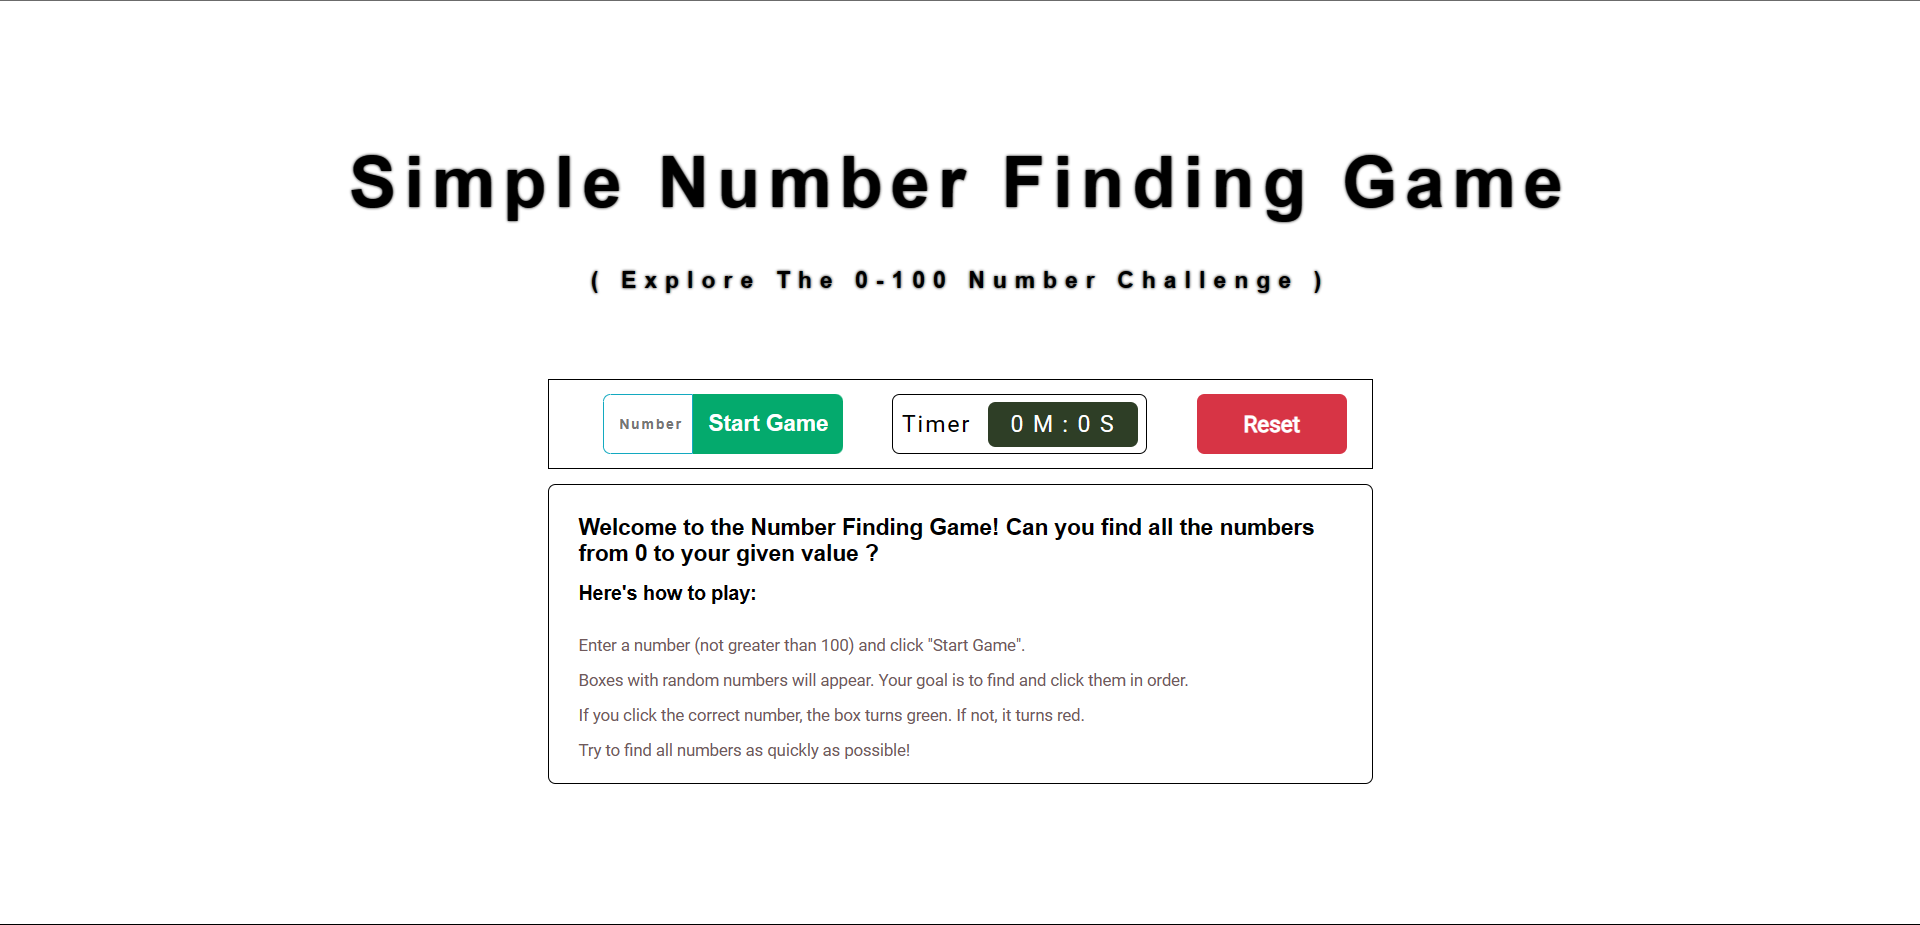 Simple Number Finding Game
( Explore The 0-100 Number Challenge )
Number Start Game Timer 0 M : 0 S Reset
Welcome to the Number Finding Game! Can you find all the numbers
from 0 to your given value ?
Here's how to play:
Enter a number (not greater than 100) and click "Start Game".
Boxes with random numbers will appear. Your goal is to find and click them in order.
If you click the correct number, the box turns green. If not, it turns red.
Try to find all numbers as quickly as possible!